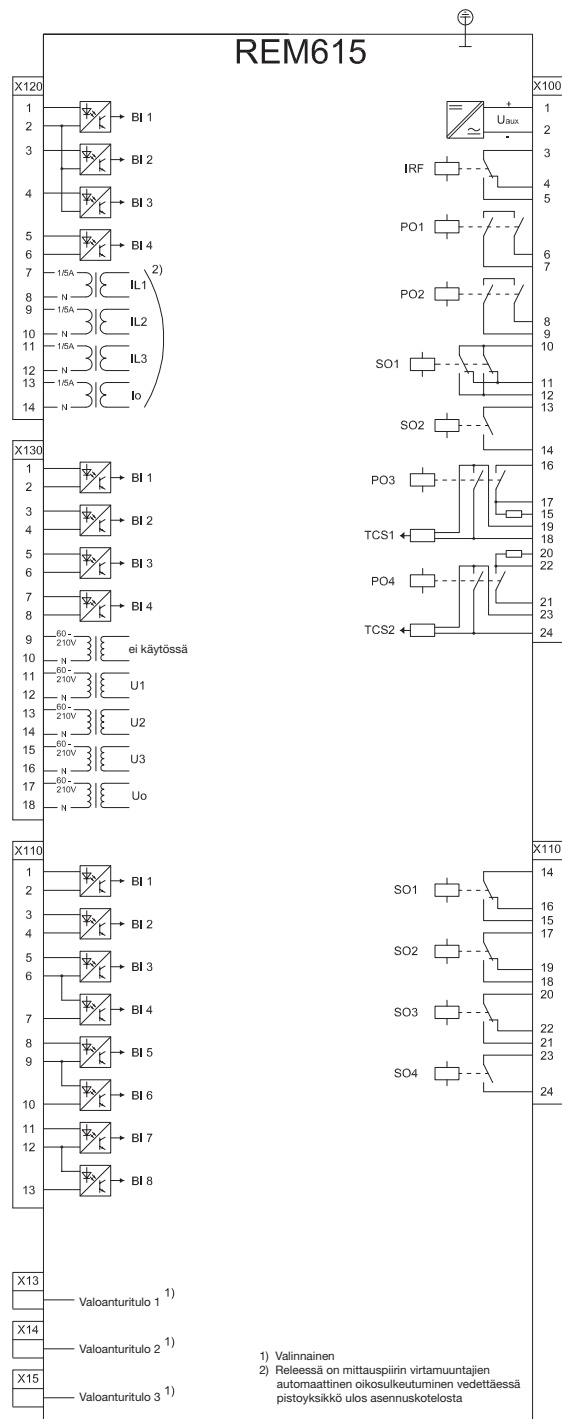 REM615
X120
1
2
BI 1
3
BI 2
4
BI 3
5
6
BI 4
7 1/5A
8 N
IL1
2)
9 1/5A
10 N
IL2
11 1/5A
12 N
IL3
13 1/5A
14 N
Io
X130
1
2
BI 1
3
4
BI 2
5
6
BI 3
7
8
BI 4
9 60-
210V
10 N
ei käytössä
11 60-
210V
12 N
U1
13 60-
210V
14 N
U2
15 60-
210V
16 N
U3
17 60-
210V
18 N
Uo
X110
1
2
BI 1
3
4
BI 2
5
6
BI 3
7
BI 4
8
9
BI 5
10
BI 6
11
12
BI 7
13
BI 8
X13
Valoanturitulo 1 1)
X14
Valoanturitulo 2 1)
X15
Valoanturitulo 3 1)
X100
+
1
Uaux
2
-
3
IRF
4
5
PO1
6
7
PO2
8
9
10
SO1
11
12
13
SO2
14
16
PO3
17
15
19
TCS1
18
20
22
PO4
21
23
TCS2
24
X110
14
SO1
16
15
17
SO2
19
18
20
SO3
22
21
23
SO4
24
1) Valinnainen
2) Releessä on mittauspiirin virtamuuntajien
automaattinen oikosulkeutuminen vedettäessä
pistoyksikkö ulos asennuskotelosta